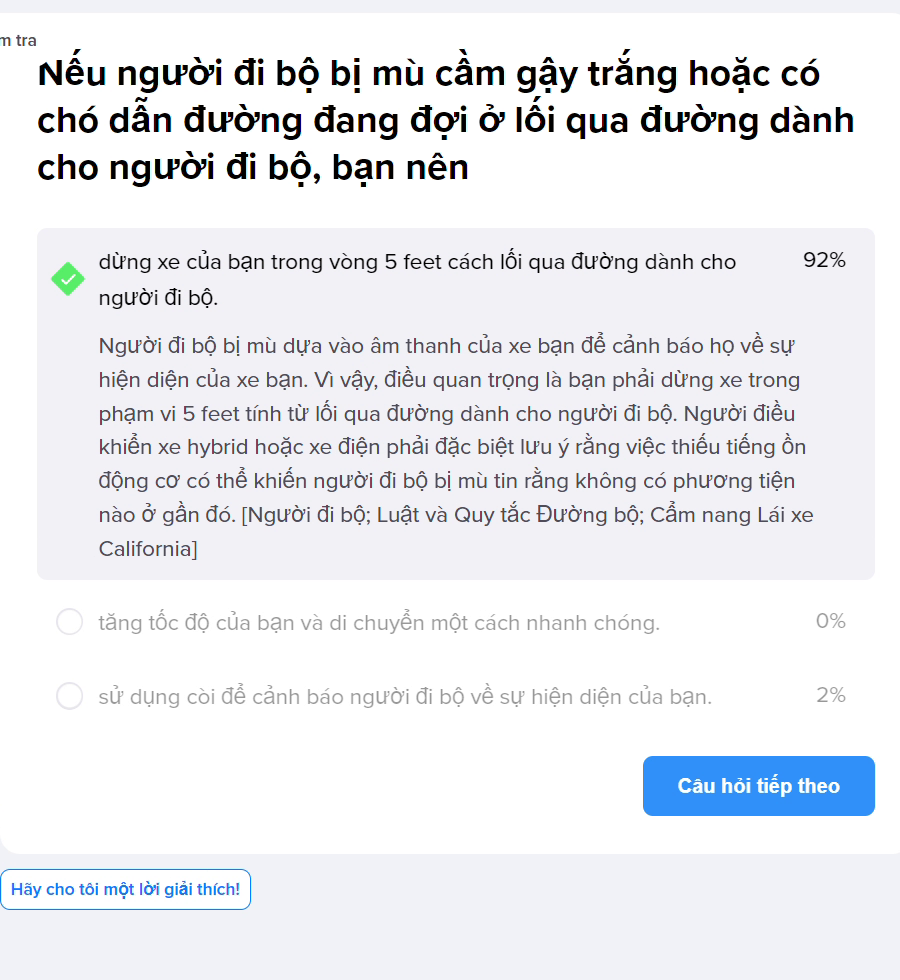 m tra
Nếu người đi bộ bị mù cầm gậy trắng hoặc có
chó dẫn đường đang đợi ở lối qua đường dành
cho người đi bộ, bạn nên
dừng xe của bạn trong vòng 5 feet cách lối qua đường dành cho 92%
người đi bộ.
Người đi bộ bị mù dựa vào âm thanh của xe bạn để cảnh báo họ về sự
hiện diện của xe bạn. Vì vậy, điều quan trọng là bạn phải dừng xe trong
phạm vi 5 feet tính từ lối qua đường dành cho người đi bộ. Người điều
khiển xe hybrid hoặc xe điện phải đặc biệt lưu ý rằng việc thiếu tiếng ồn
động cơ có thể khiến người đi bộ bị mù tin rằng không có phương tiện
nào ở gần đó. [Người đi bộ; Luật và Quy tắc Đường bộ; Cẩm nang Lái xe
California]
tăng tốc độ của bạn và di chuyển một cách nhanh chóng. 0%
sử dụng còi để cảnh báo người đi bộ về sự hiện diện của bạn. 2%
Câu hỏi tiếp theo
Hãy cho tôi một lời giải thích!